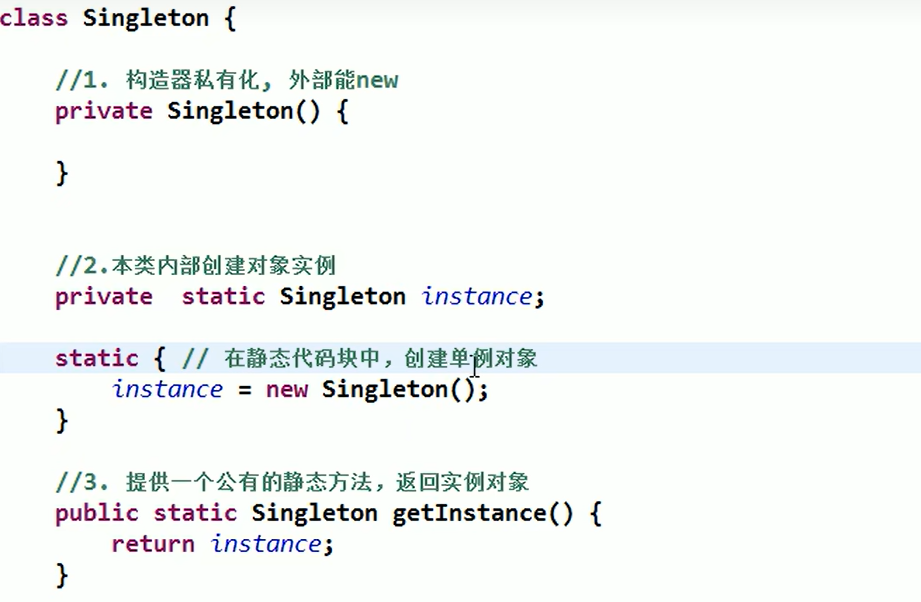 class Singleton {
//1. 构造器私有化, 外部能new
private Singleton() {
}
//2.本类内部创建对象实例
private  static Singleton instance;
static { // 在静态代码块中，创建单例对象
instance = new Singleton();
}
//3. 提供一个公有的静态方法，返回实例对象
public static Singleton getInstance() {
return instance;
}